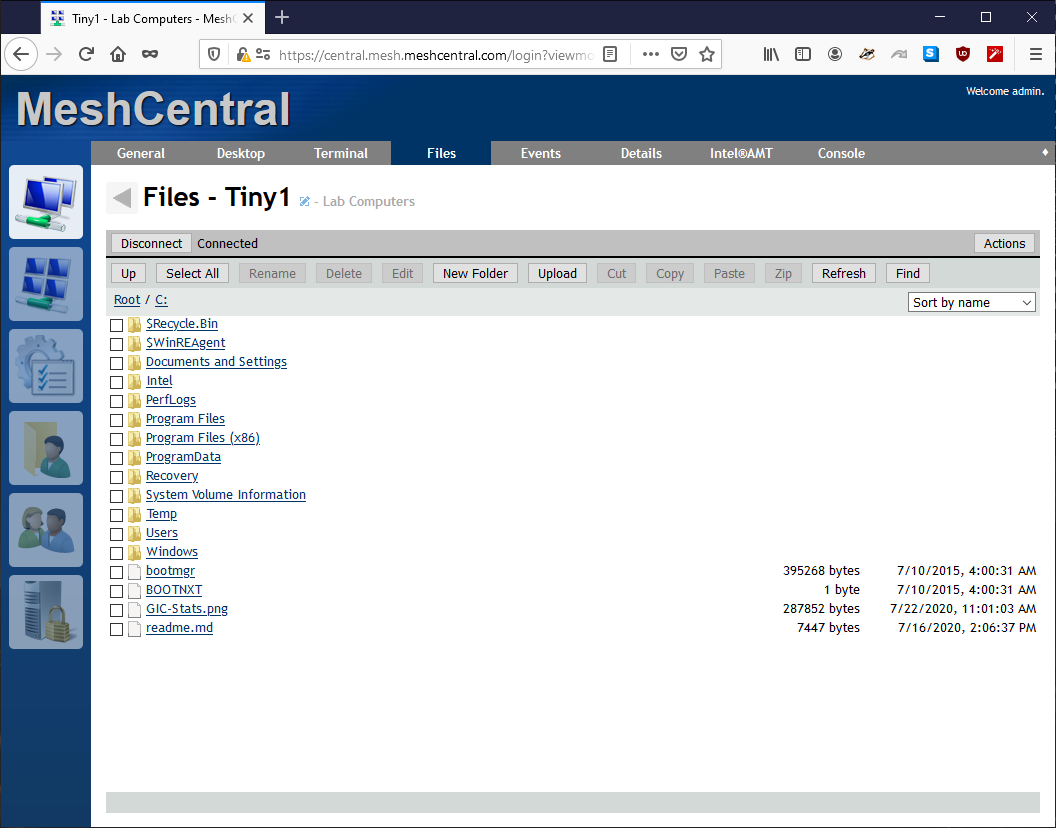 Tiny1 - Lab Computers - Mesh
https://central.mesh.meshcentral.com/login?viewmo
MeshCentral
Welcome admin.
General Desktop Terminal Files Events Details Intel®AMT Console
Files - Tiny1 - Lab Computers
Disconnect Connected Actions
Up Select All Rename Delete Edit New Folder Upload Cut Copy Paste Zip Refresh Find
Root / C: Sort by name
$Recycle.Bin
$WinREAgent
Documents and Settings
Intel
PerfLogs
Program Files
Program Files (x86)
ProgramData
Recovery
System Volume Information
Temp
Users
Windows
bootmgr 395268 bytes 7/10/2015, 4:00:31 AM
BOOTNXT 1 byte 7/10/2015, 4:00:31 AM
GIC-Stats.png 287852 bytes 7/22/2020, 11:01:03 AM
readme.md 7447 bytes 7/16/2020, 2:06:37 PM